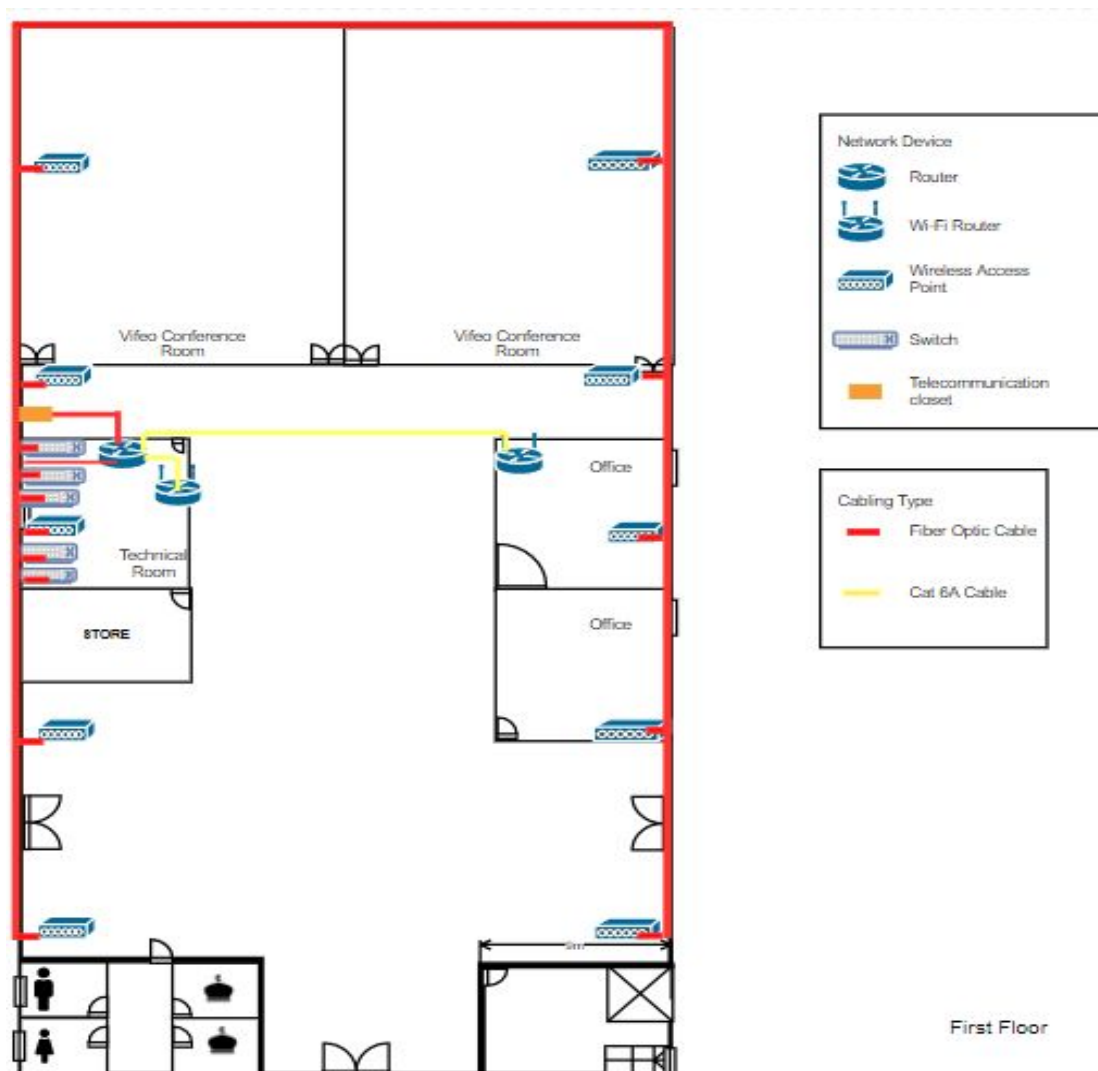 Network Device
Router
Wi-Fi Router
Wireless Access
Point
Switch
Telecommunication
closet
Vifeo Conference
Room
Vifeo Conference
Room
Office
Cabling Type
Fiber Optic Cable
Technical
Room
Cat 6A Cable
STORE
Office
First Floor